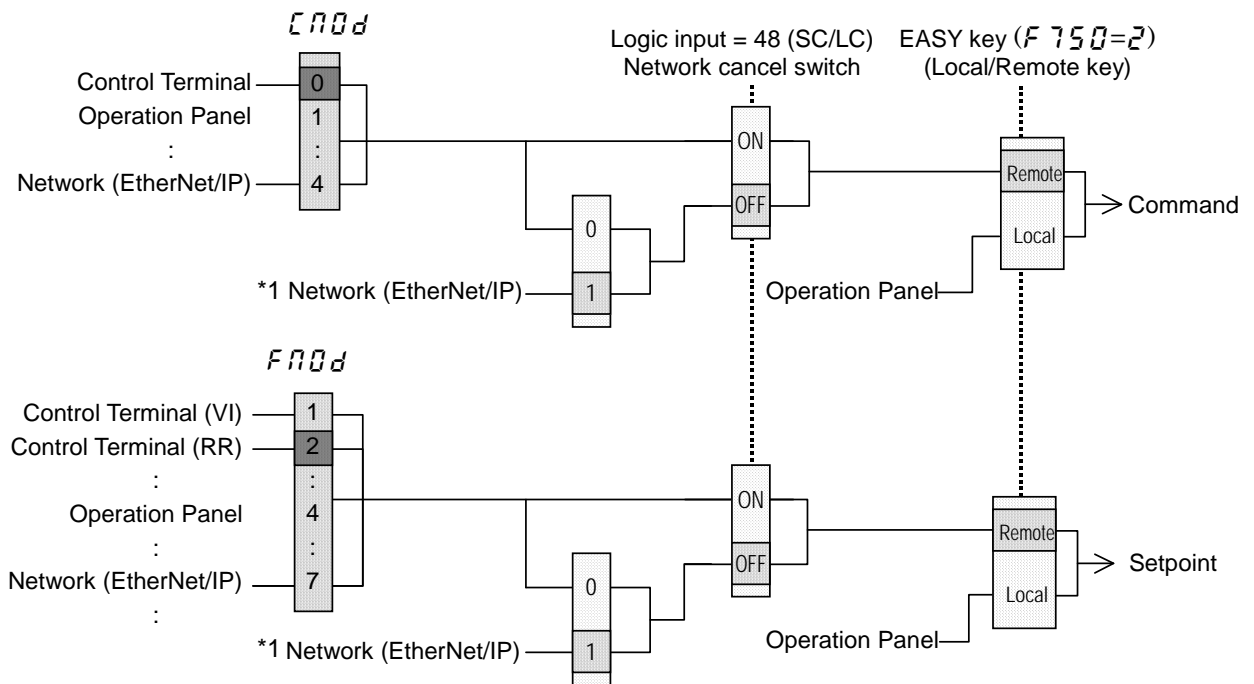 CMOd
Logic input = 48 (SC/LC)
Network cancel switch
EASY key (F750=2)
(Local/Remote key)
Control Terminal
0
Operation Panel
1
:
:
Network (EtherNet/IP)
4
ON
OFF
0
*1 Network (EtherNet/IP)
1
Remote
Local
Command
Operation Panel
FMOd
Control Terminal (VI)
1
Control Terminal (RR)
2
:
:
Operation Panel
4
:
:
Network (EtherNet/IP)
7
:
ON
OFF
0
*1 Network (EtherNet/IP)
1
Remote
Local
Setpoint
Operation Panel